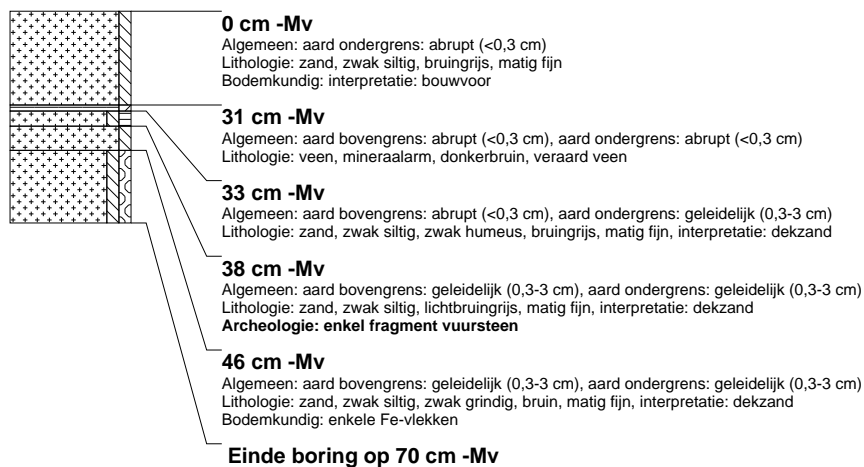 0 cm -Mv
Algemeen: aard ondergrens: abrupt (<0,3 cm)
Lithologie: zand, zwak siltig, bruingrijs, matig fijn
Bodemkundig: interpretatie: bouwvoor
31 cm -Mv
Algemeen: aard bovengrens: abrupt (<0,3 cm), aard ondergrens: abrupt (<0,3 cm)
Lithologie: veen, mineraalarm, donkerbruin, veraard veen
33 cm -Mv
Algemeen: aard bovengrens: abrupt (<0,3 cm), aard ondergrens: geleidelijk (0,3-3 cm)
Lithologie: zand, zwak siltig, zwak humeus, bruingrijs, matig fijn, interpretatie: dekzand
38 cm -Mv
Algemeen: aard bovengrens: geleidelijk (0,3-3 cm), aard ondergrens: geleidelijk (0,3-3 cm)
Lithologie: zand, zwak siltig, lichtbruingrijs, matig fijn, interpretatie: dekzand
Archeologie: enkel fragment vuursteen
46 cm -Mv
Algemeen: aard bovengrens: geleidelijk (0,3-3 cm), aard ondergrens: geleidelijk (0,3-3 cm)
Lithologie: zand, zwak siltig, zwak grindig, bruin, matig fijn, interpretatie: dekzand
Bodemkundig: enkele Fe-vlekken
Einde boring op 70 cm -Mv